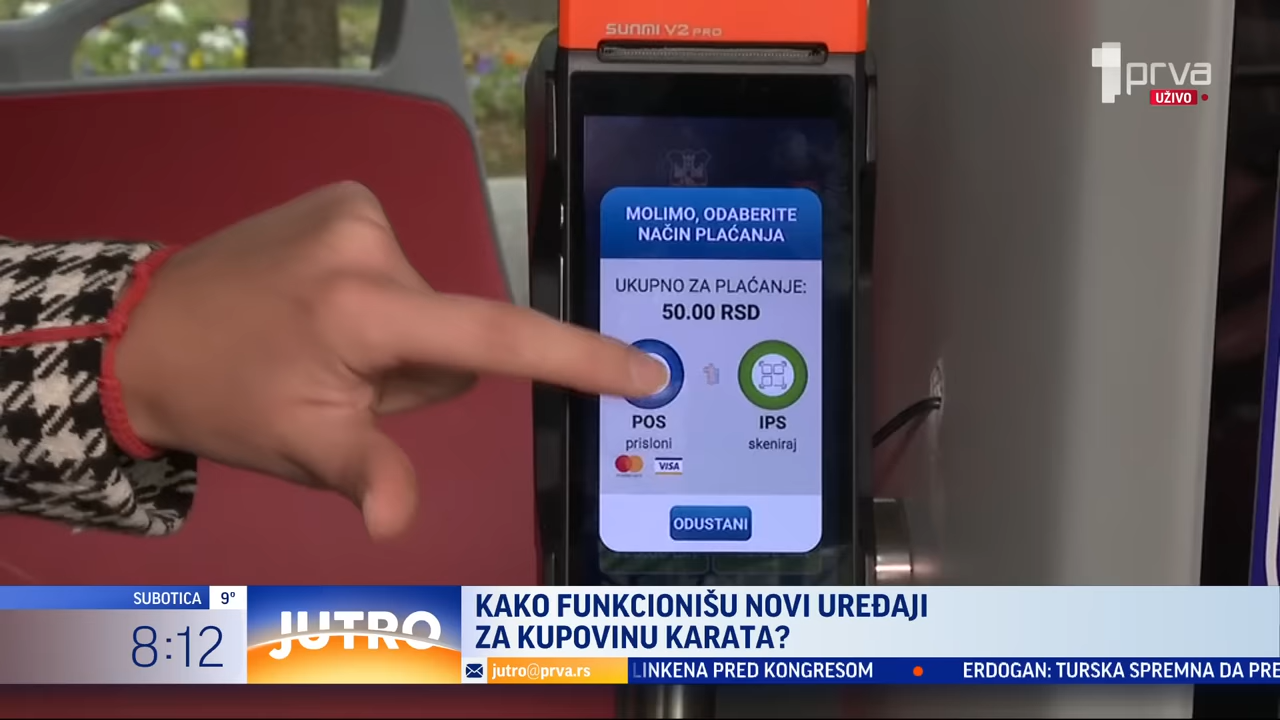 SUNMI V2 PRO
prva
UŽIVO
MOLIMO, ODABERITE
NAČIN PLAĆANJA
UKUPNO ZA PLAĆANJE:
50.00 RSD
POS
IPS
prisloni
skeniraj
VISA
ODUSTANI
SUBOTICA 9°
8:12
JUTRO
KAKO FUNKCIONIŠU NOVI UREĐAJI
ZA KUPOVINU KARATA?
jutro@prva.rs
LINKENA PRED KONGRESOM • ERDOGAN: TURSKA SPREMNA DA PRE